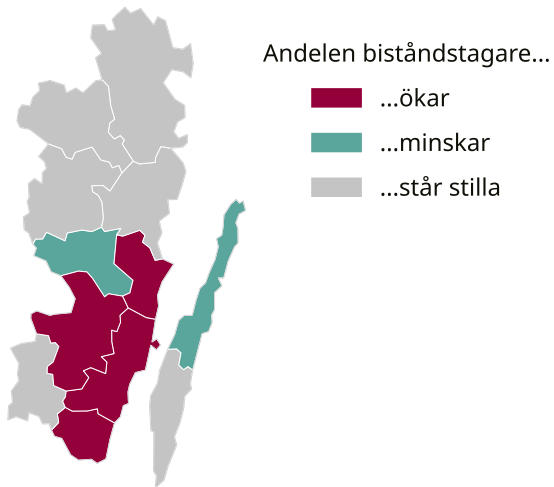 Andelen biståndstagare...
...ökar
...minskar
...står stilla